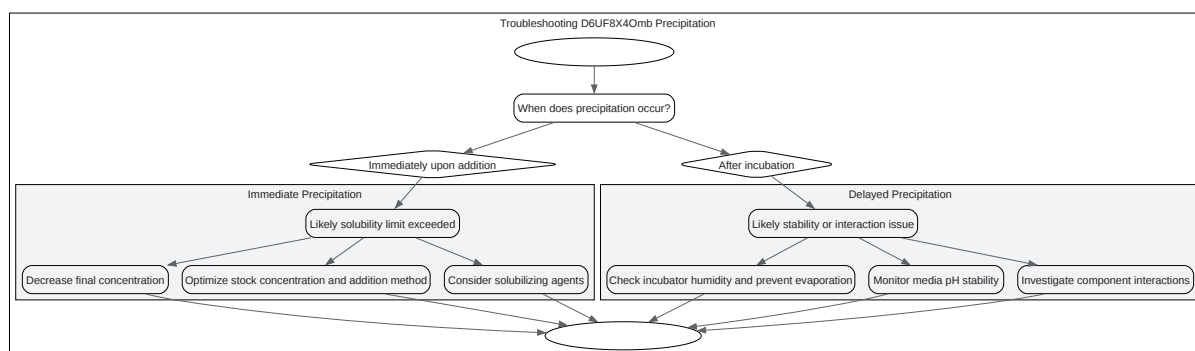 Troubleshooting D6UF8X4Omb Precipitation
When does precipitation occur?
Immediately upon addition
After incubation
Immediate Precipitation
Delayed Precipitation
Likely solubility limit exceeded
Likely stability or interaction issue
Decrease final concentration
Optimize stock concentration and addition method
Consider solubilizing agents
Check incubator humidity and prevent evaporation
Monitor media pH stability
Investigate component interactions